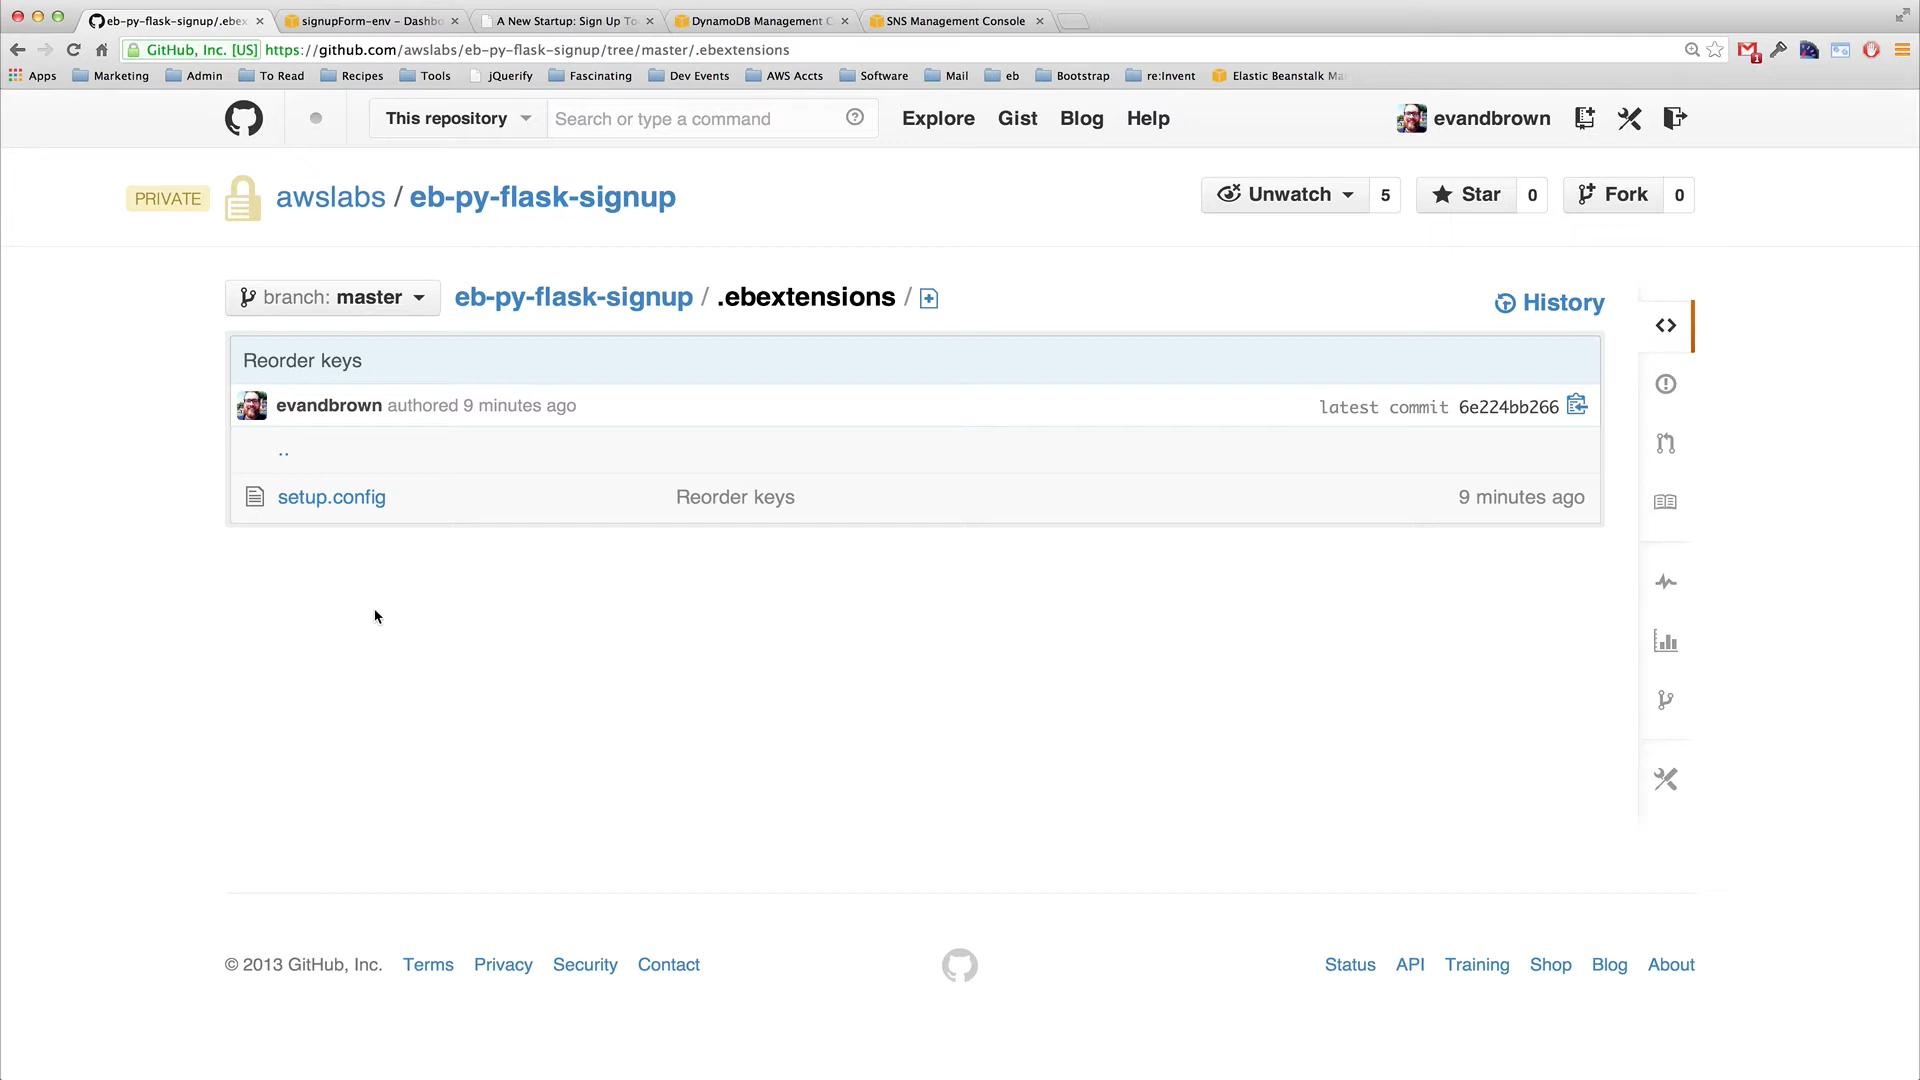 eb-py-flask-signup/.ebex
signupForm-env - Dashbo
A New Startup: Sign Up To
DynamoDB Management C
SNS Management Console
GitHub, Inc. [US] https://github.com/awslabs/eb-py-flask-signup/tree/master/.ebextensions
1
Apps Marketing Admin To Read Recipes Tools jQuerify Fascinating Dev Events AWS Accts Software Mail eb Bootstrap re:Invent Elastic Beanstalk Ma
This repository Search or type a command Explore Gist Blog Help evandbrown
PRIVATE awslabs / eb-py-flask-signup Unwatch 5 Star 0 Fork 0
branch: master eb-py-flask-signup / .ebextensions / History
Reorder keys
evandbrown authored 9 minutes ago latest commit 6e224bb266
..
setup.config Reorder keys 9 minutes ago
© 2013 GitHub, Inc. Terms Privacy Security Contact Status API Training Shop Blog About